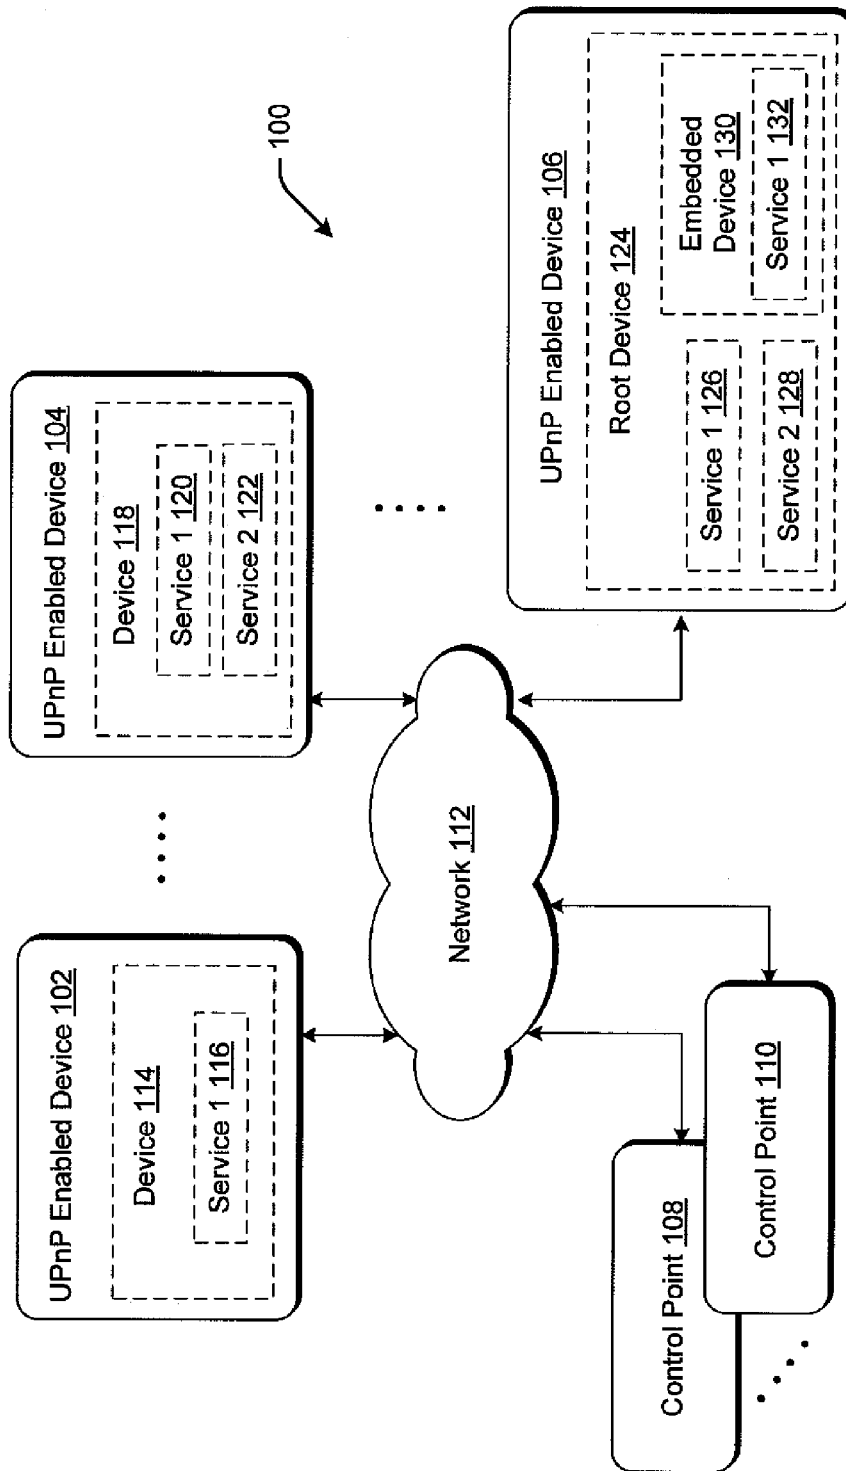 100
UPnP Enabled Device 102
Device 114
Service 1 116
UPnP Enabled Device 104
Device 118
Service 1 120
Service 2 122
Network 112
Control Point 108
Control Point 110
UPnP Enabled Device 106
Root Device 124
Service 1 126
Service 2 128
Embedded
Device 130
Service 1 132